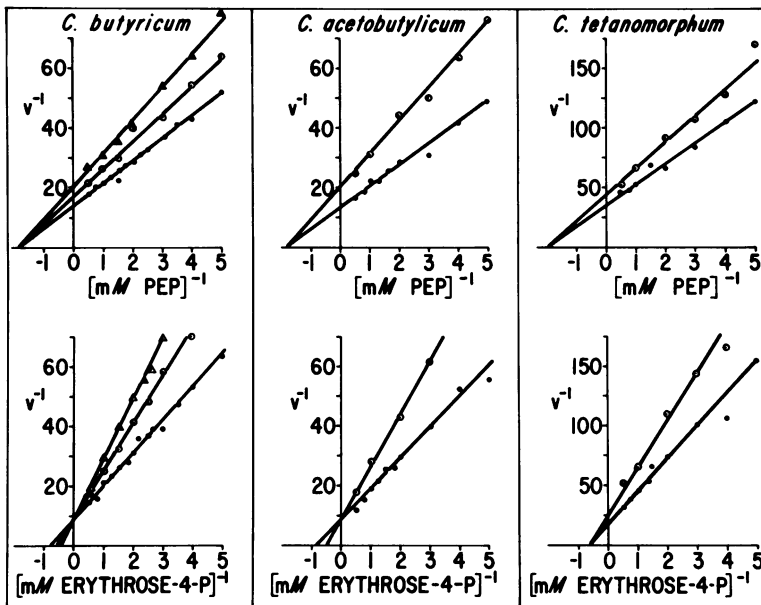 C. butyricum
C. acetobutylicum
C. tetanomorphum
60
v⁻¹
40
20
-1 0 1 2 3 4 5
[mM PEP]⁻¹
60
v⁻¹
40
20
-1 0 1 2 3 4 5
[mM PEP]⁻¹
150
v⁻¹
100
50
-1 0 1 2 3 4 5
[mM PEP]⁻¹
60
v⁻¹
40
20
-1 0 1 2 3 4 5
[mM ERYTHROSE-4-P]⁻¹
60
v⁻¹
40
20
-1 0 1 2 3 4 5
[mM ERYTHROSE-4-P]⁻¹
150
v⁻¹
100
50
-1 0 1 2 3 4 5
[mM ERYTHROSE-4-P]⁻¹